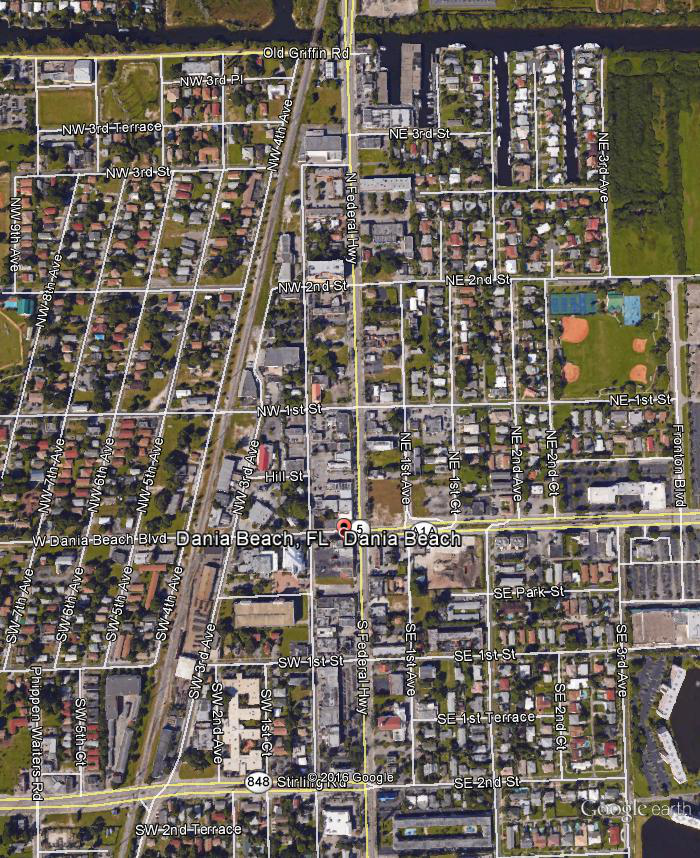 Old Griffin Rd
NW 3rd Pl
NW 4th Ave
NW 3rd Terrace
NE 3rd St
NE 3rd Ave
NW 3rd St
N Federal Hwy
NW 9th Ave
NW 8th Ave
NW 2nd St
NE 2nd St
NE 1st St
NW 1st St
NW 7th Ave
NW 6th Ave
NW 5th Ave
NW 3rd Ave
Hill St
NE 1st Ave
NE 1st Ct
NE 2nd Ave
NE 2nd Ct
Fronton Blvd
5
A1A
W Dania Beach Blvd
Dania Beach, FL
Dania Beach
SW 7th Ave
SW 6th Ave
SW 5th Ave
SW 4th Ave
SE Park St
SW 3rd Ave
S Federal Hwy
SE 1st Ave
SW 1st St
SE 1st St
SE 3rd Ave
Phippen Waiters Rd
SW 5th Ct
SW 2nd Ave
SW 1st Ct
SE 1st Terrace
SE 2nd Ct
848
Stirling Rd
© 2016 Google
SE 2nd St
Google earth
SW 2nd Terrace